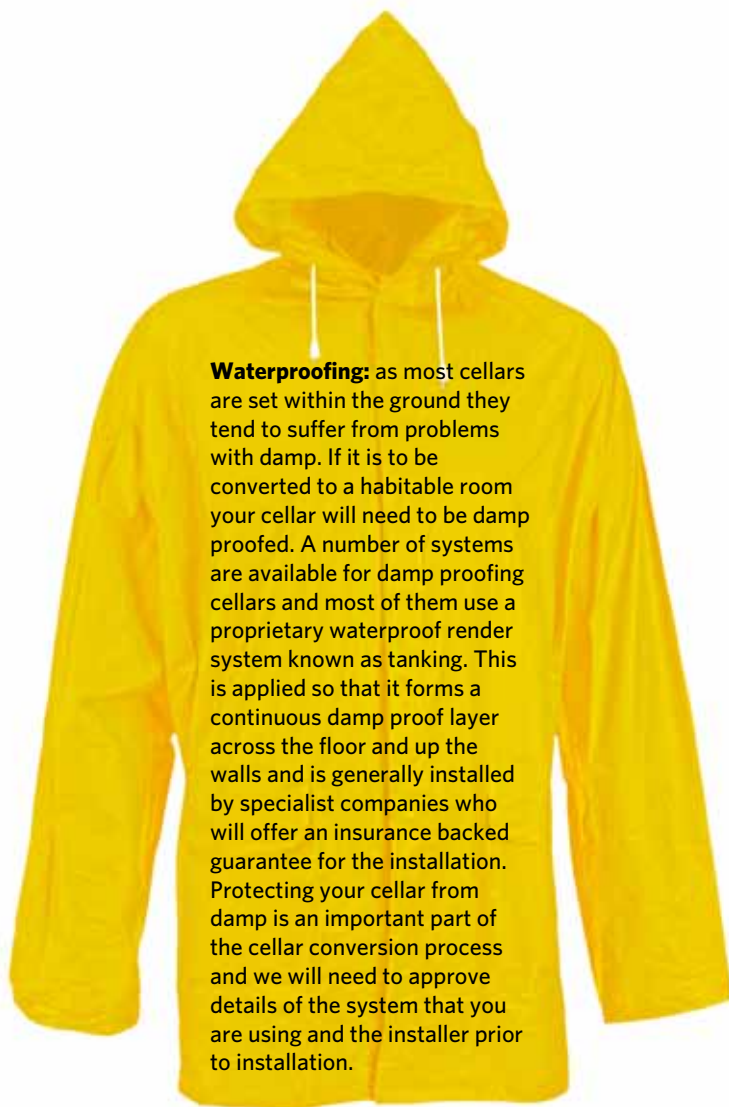 Waterproofing: as most cellars
are set within the ground they
tend to suffer from problems
with damp. If it is to be
converted to a habitable room
your cellar will need to be damp
proofed. A number of systems
are available for damp proofing
cellars and most of them use a
proprietary waterproof render
system known as tanking. This
is applied so that it forms a
continuous damp proof layer
across the floor and up the
walls and is generally installed
by specialist companies who
will offer an insurance backed
guarantee for the installation.
Protecting your cellar from
damp is an important part of
the cellar conversion process
and we will need to approve
details of the system that you
are using and the installer prior
to installation.